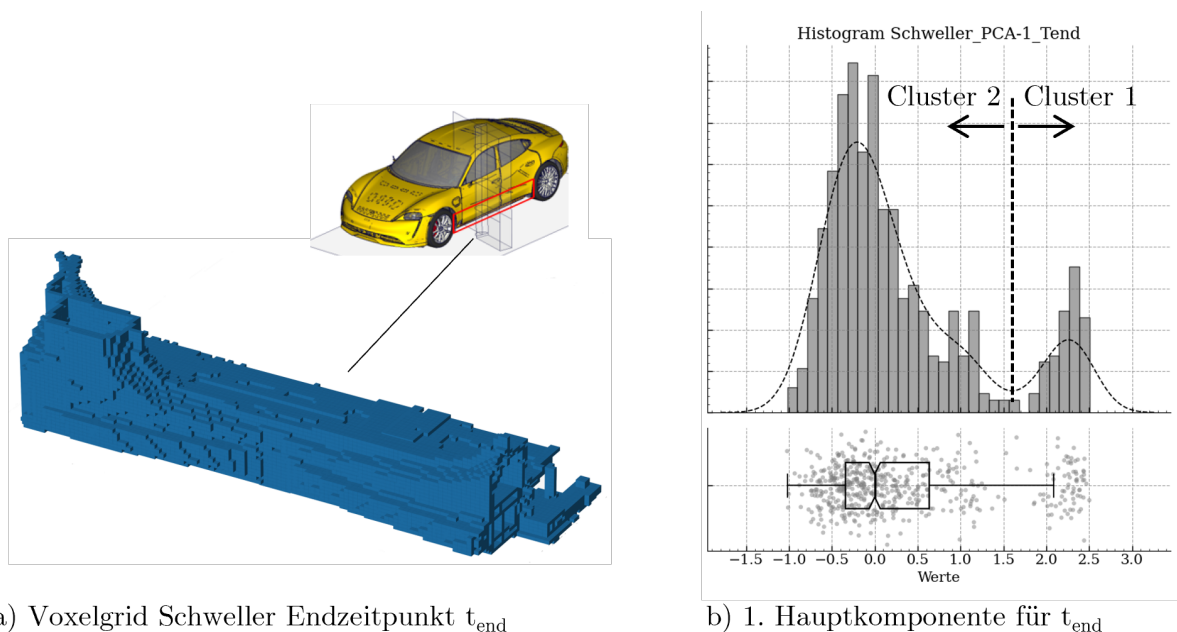 Histogram Schweller_PCA-1_Tend
Cluster 2
Cluster 1
−1.5 −1.0 −0.5 0.0 0.5 1.0 1.5 2.0 2.5 3.0
Werte
a) Voxelgrid Schweller Endzeitpunkt t_end
b) 1. Hauptkomponente für t_end